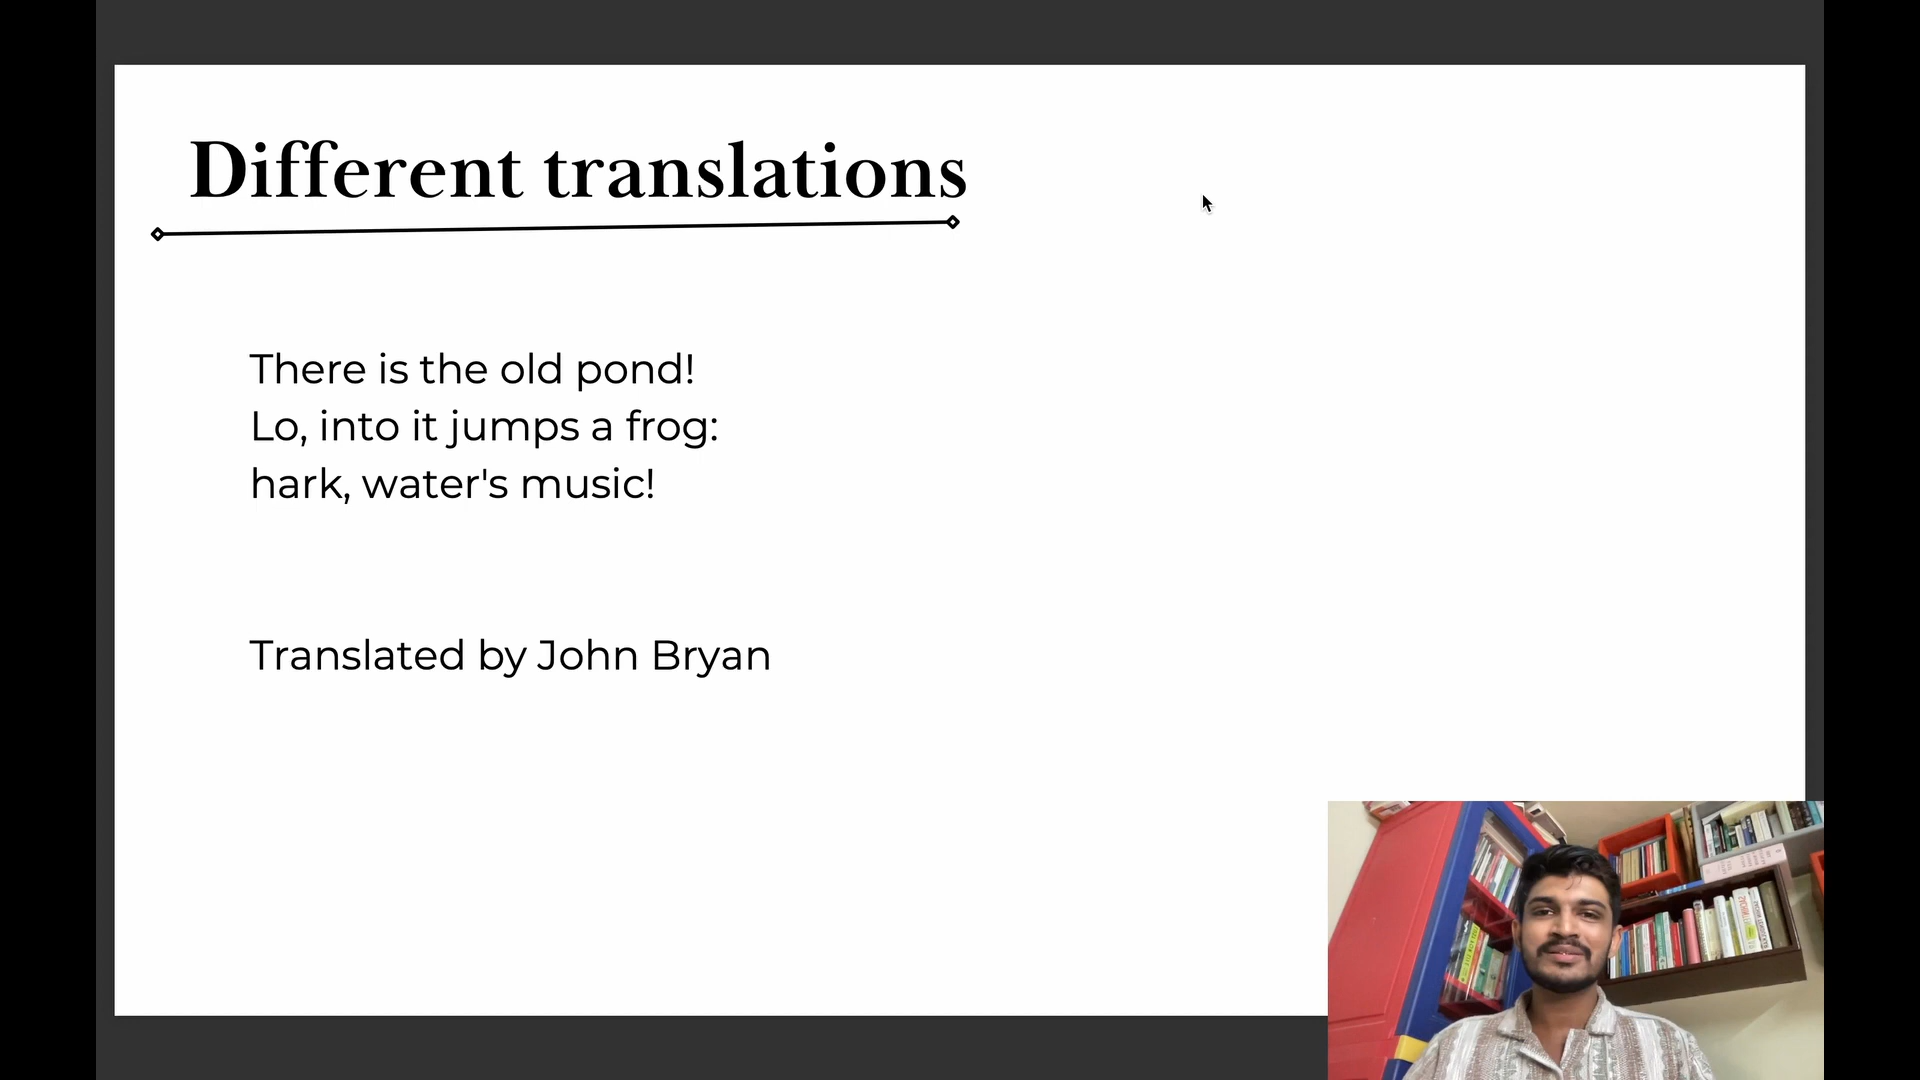 Different translations
There is the old pond!
Lo, into it jumps a frog:
hark, water's music!
Translated by John Bryan